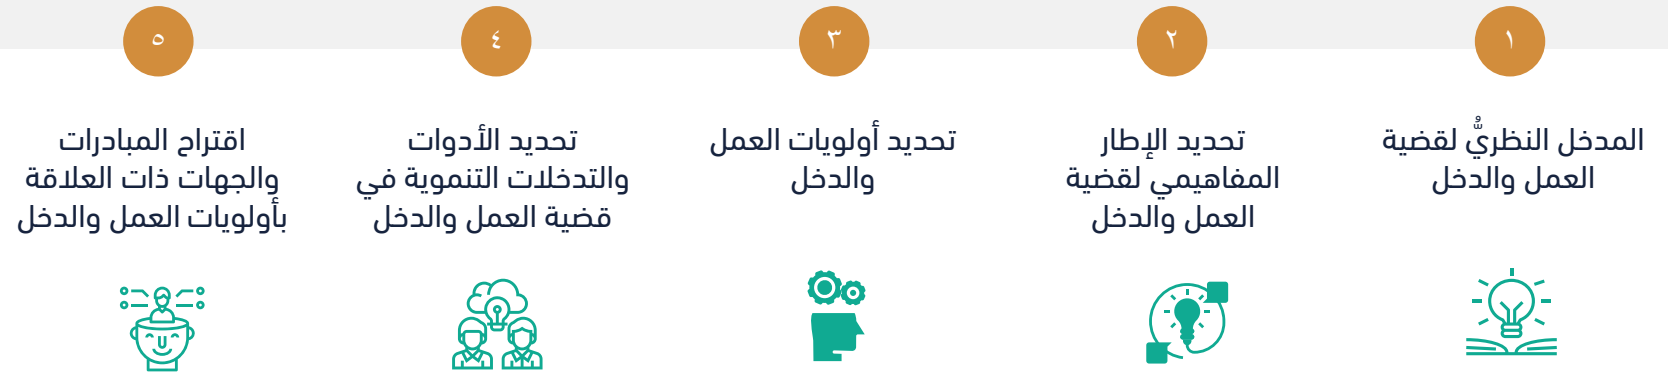 ١
المدخل النظريُّ لقضية
العمل والدخل
٢
تحديد الإطار
المفاهيمي لقضية
العمل والدخل
٣
تحديد أولويات العمل
والدخل
٤
تحديد الأدوات
والتدخلات التنموية في
قضية العمل والدخل
٥
اقتراح المبادرات
والجهات ذات العلاقة
بأولويات العمل والدخل